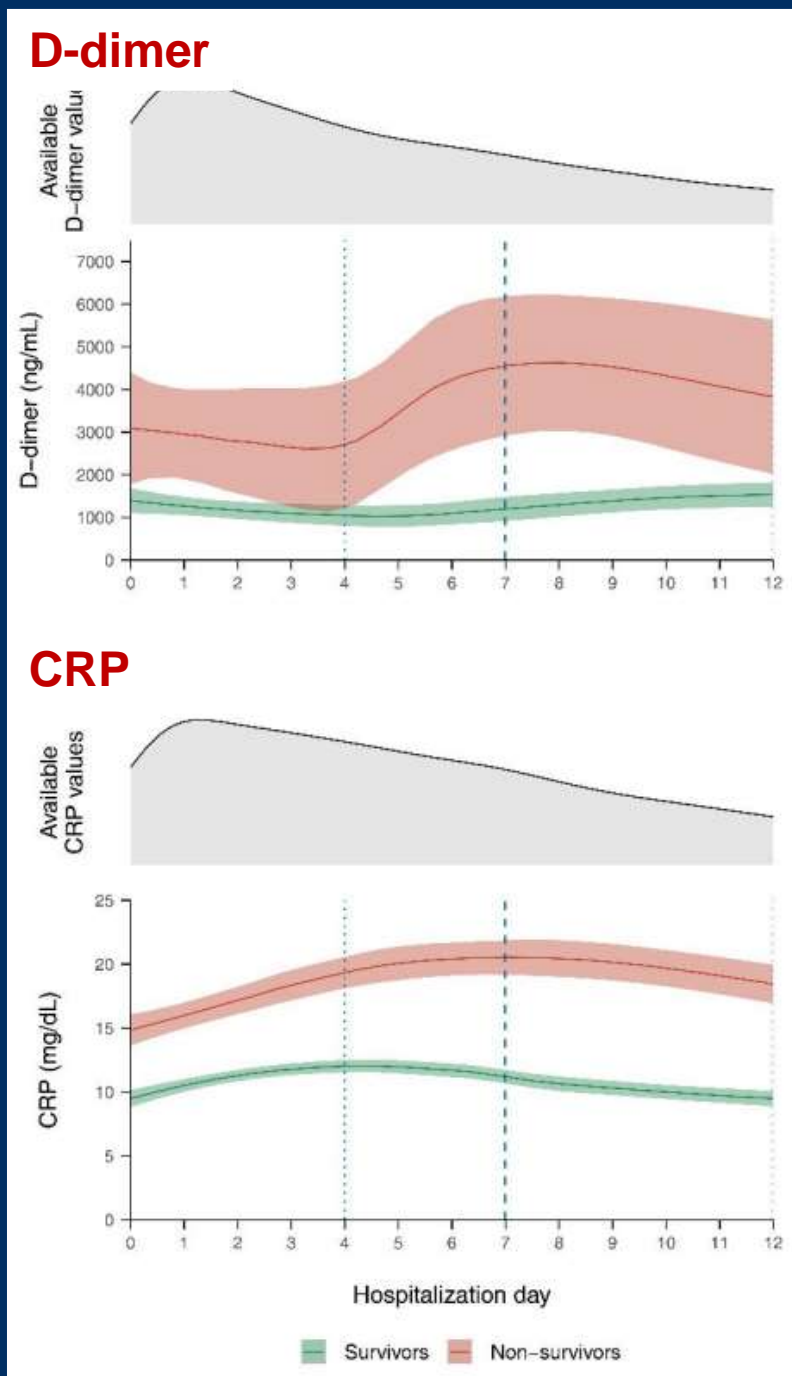 D-dimer
Available
D-dimer valu
D-dimer (ng/mL)
7000
6000
5000
4000
3000
2000
1000
0
0 1 2 3 4 5 6 7 8 9 10 11 12
CRP
Available
CRP values
CRP (mg/dL)
25
20
15
10
5
0
0 1 2 3 4 5 6 7 8 9 10 11 12
Hospitalization day
Survivors Non-survivors